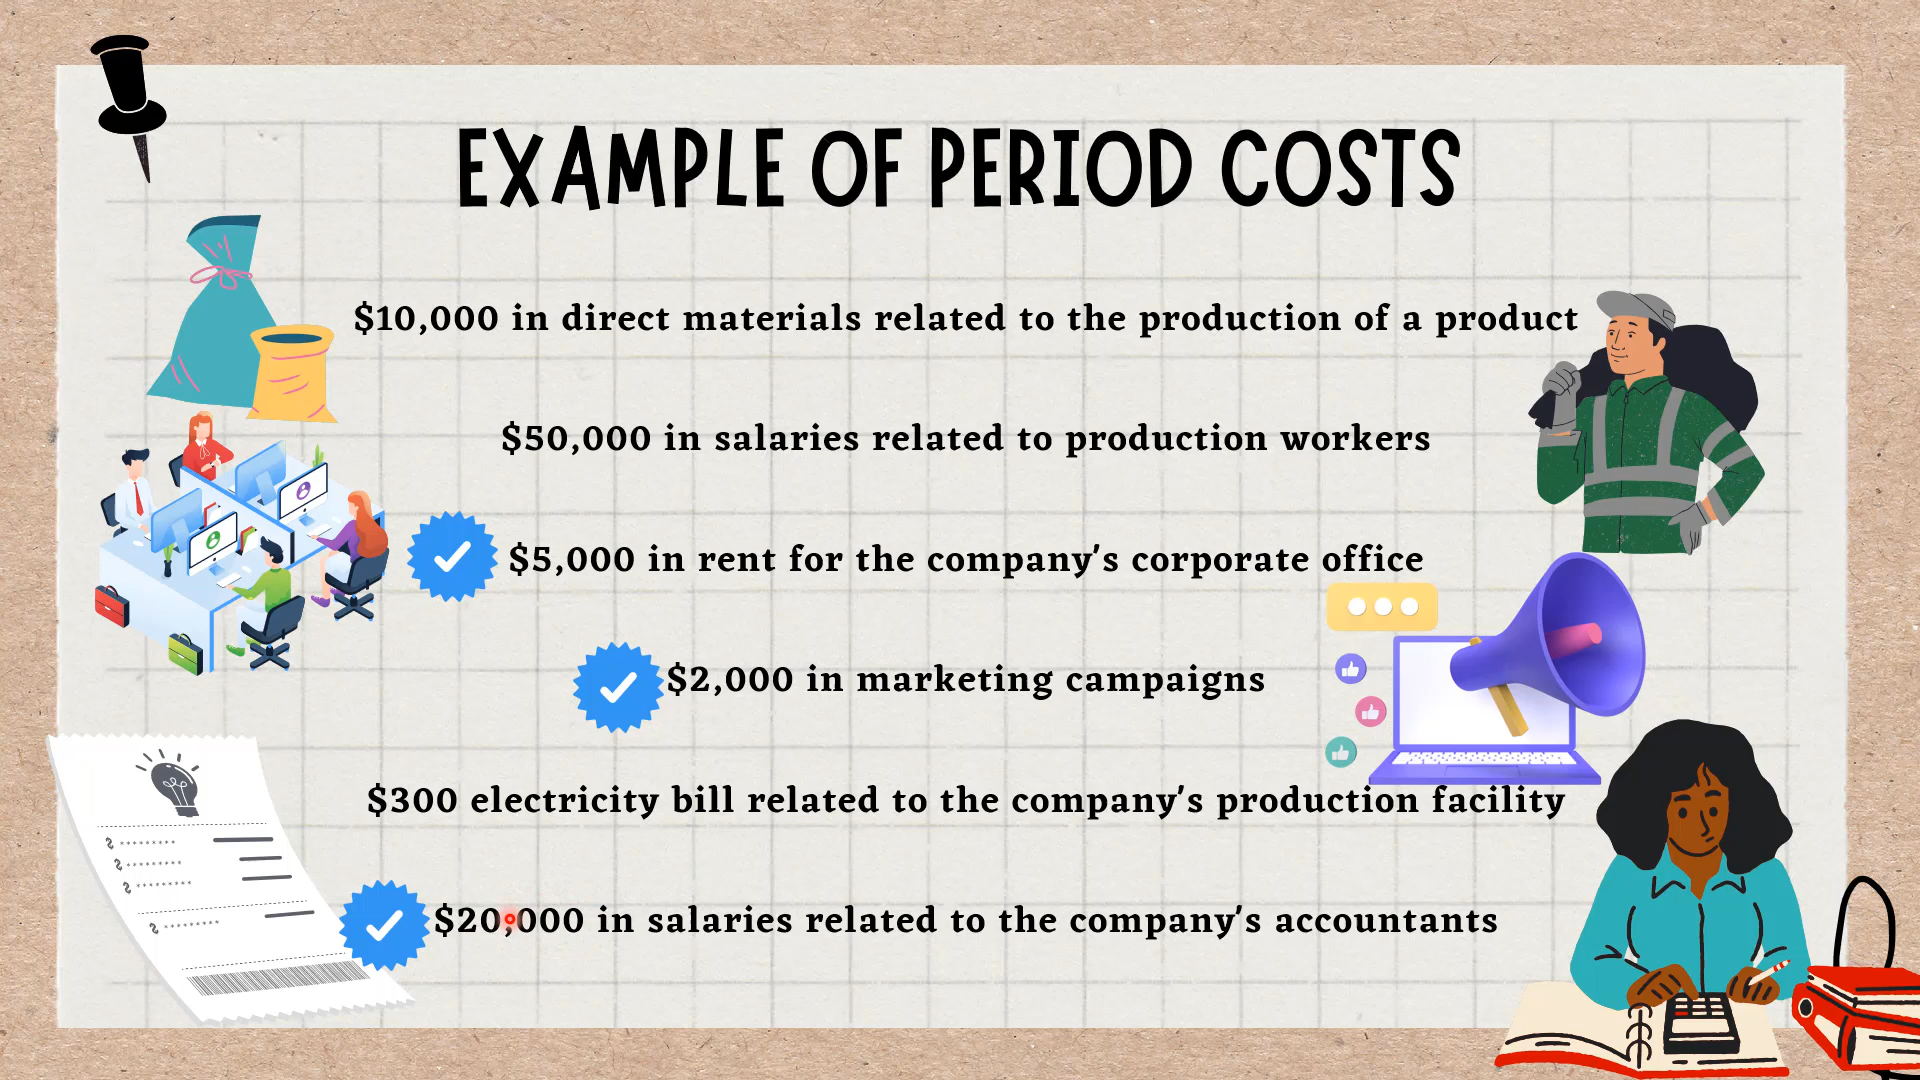 EXAMPLE OF PERIOD COSTS
$10,000 in direct materials related to the production of a product
$50,000 in salaries related to production workers
$5,000 in rent for the company's corporate office
$2,000 in marketing campaigns
$300 electricity bill related to the company's production facility
$20,000 in salaries related to the company's accountants